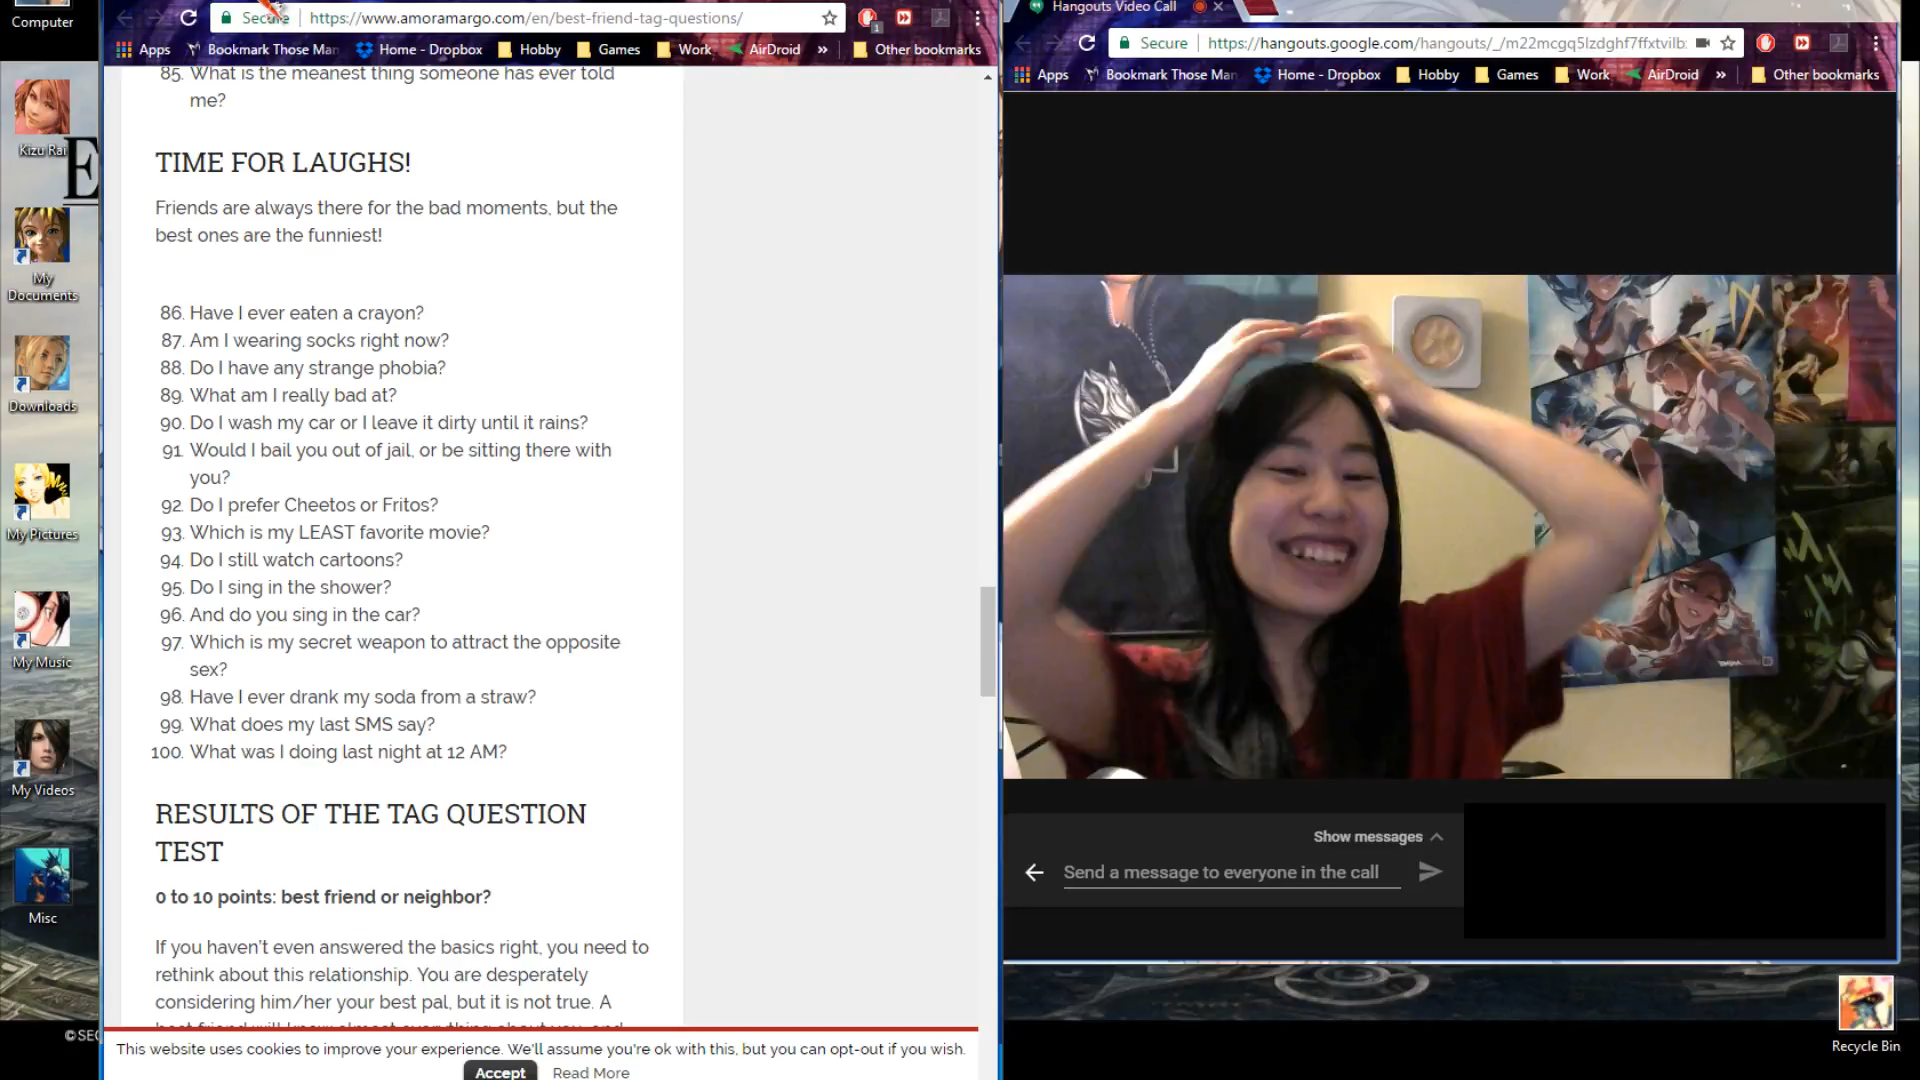 Computer
Kizu Rai
E
My
Documents
Downloads
My Pictures
My Music
My Videos
Misc
©SE
Secure
https://www.amoramargo.com/en/best-friend-tag-questions/
1
Apps
Bookmark Those Man
Home - Dropbox
Hobby
Games
Work
AirDroid
»
Other bookmarks
85. What is the meanest thing someone has ever told
me?
TIME FOR LAUGHS!
Friends are always there for the bad moments, but the
best ones are the funniest!
86. Have I ever eaten a crayon?
87. Am I wearing socks right now?
88. Do I have any strange phobia?
89. What am I really bad at?
90. Do I wash my car or I leave it dirty until it rains?
91. Would I bail you out of jail, or be sitting there with
you?
92. Do I prefer Cheetos or Fritos?
93. Which is my LEAST favorite movie?
94. Do I still watch cartoons?
95. Do I sing in the shower?
96. And do you sing in the car?
97. Which is my secret weapon to attract the opposite
sex?
98. Have I ever drank my soda from a straw?
99. What does my last SMS say?
100. What was I doing last night at 12 AM?
RESULTS OF THE TAG QUESTION
TEST
0 to 10 points: best friend or neighbor?
If you haven’t even answered the basics right, you need to
rethink about this relationship. You are desperately
considering him/her your best pal, but it is not true. A
This website uses cookies to improve your experience. We'll assume you're ok with this, but you can opt-out if you wish.
Accept
Read More
Hangouts Video Call
Secure
https://hangouts.google.com/hangouts/_/m22mcgq5lzdghf7ffxtvilb
Apps
Bookmark Those Man
Home - Dropbox
Hobby
Games
Work
AirDroid
»
Other bookmarks
Show messages
Send a message to everyone in the call
Recycle Bin